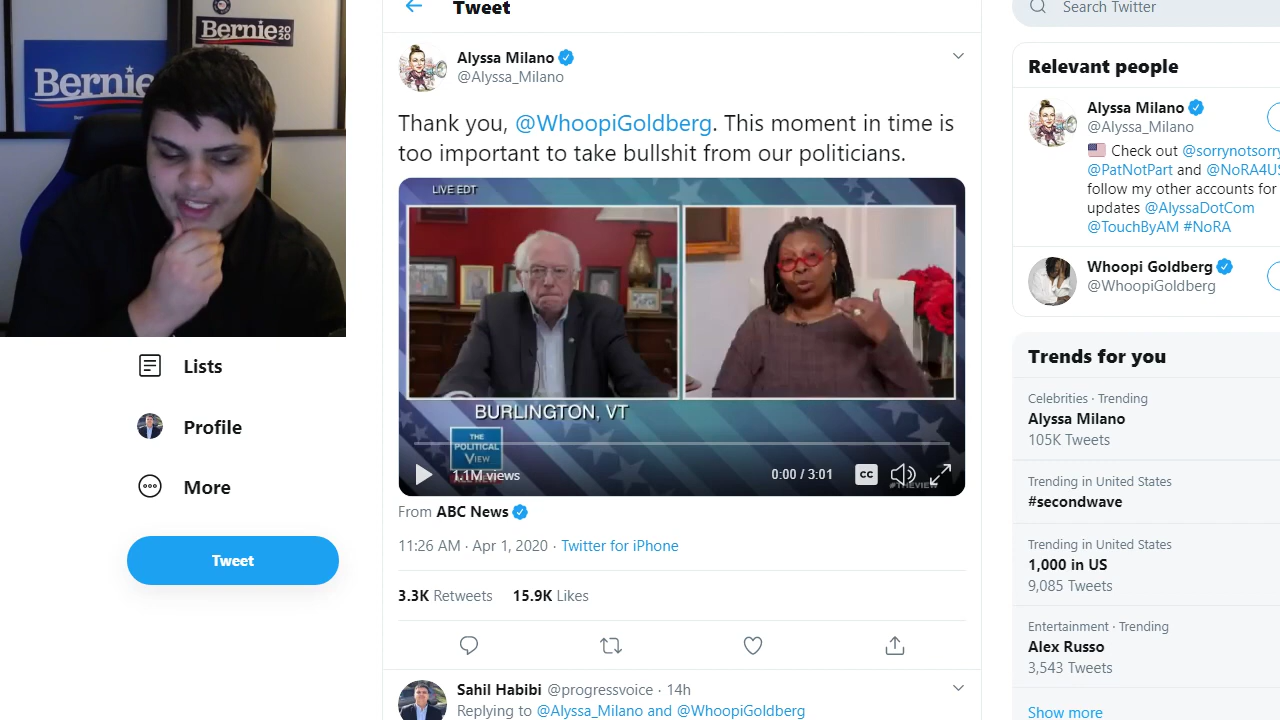 Bernie 2020
Bernie
Tweet
Search Twitter
Alyssa Milano
@Alyssa_Milano
Thank you, @WhoopiGoldberg. This moment in time is
too important to take bullshit from our politicians.
LIVE EDT
BURLINGTON, VT
THE
POLITICAL
VIEW
1.1M views
0:00 / 3:01
CC
#THEVIEW
From ABC News
11:26 AM · Apr 1, 2020 · Twitter for iPhone
3.3K Retweets 15.9K Likes
Sahil Habibi @progressvoice · 14h
Replying to @Alyssa_Milano and @WhoopiGoldberg
Lists
Profile
More
Tweet
Relevant people
Alyssa Milano
@Alyssa_Milano
Check out @sorrynotsorry
@PatNotPart and @NoRA4US
follow my other accounts for
updates @AlyssaDotCom
@TouchByAM #NoRA
Whoopi Goldberg
@WhoopiGoldberg
Trends for you
Celebrities · Trending
Alyssa Milano
105K Tweets
Trending in United States
#secondwave
Trending in United States
1,000 in US
9,085 Tweets
Entertainment · Trending
Alex Russo
3,543 Tweets
Show more